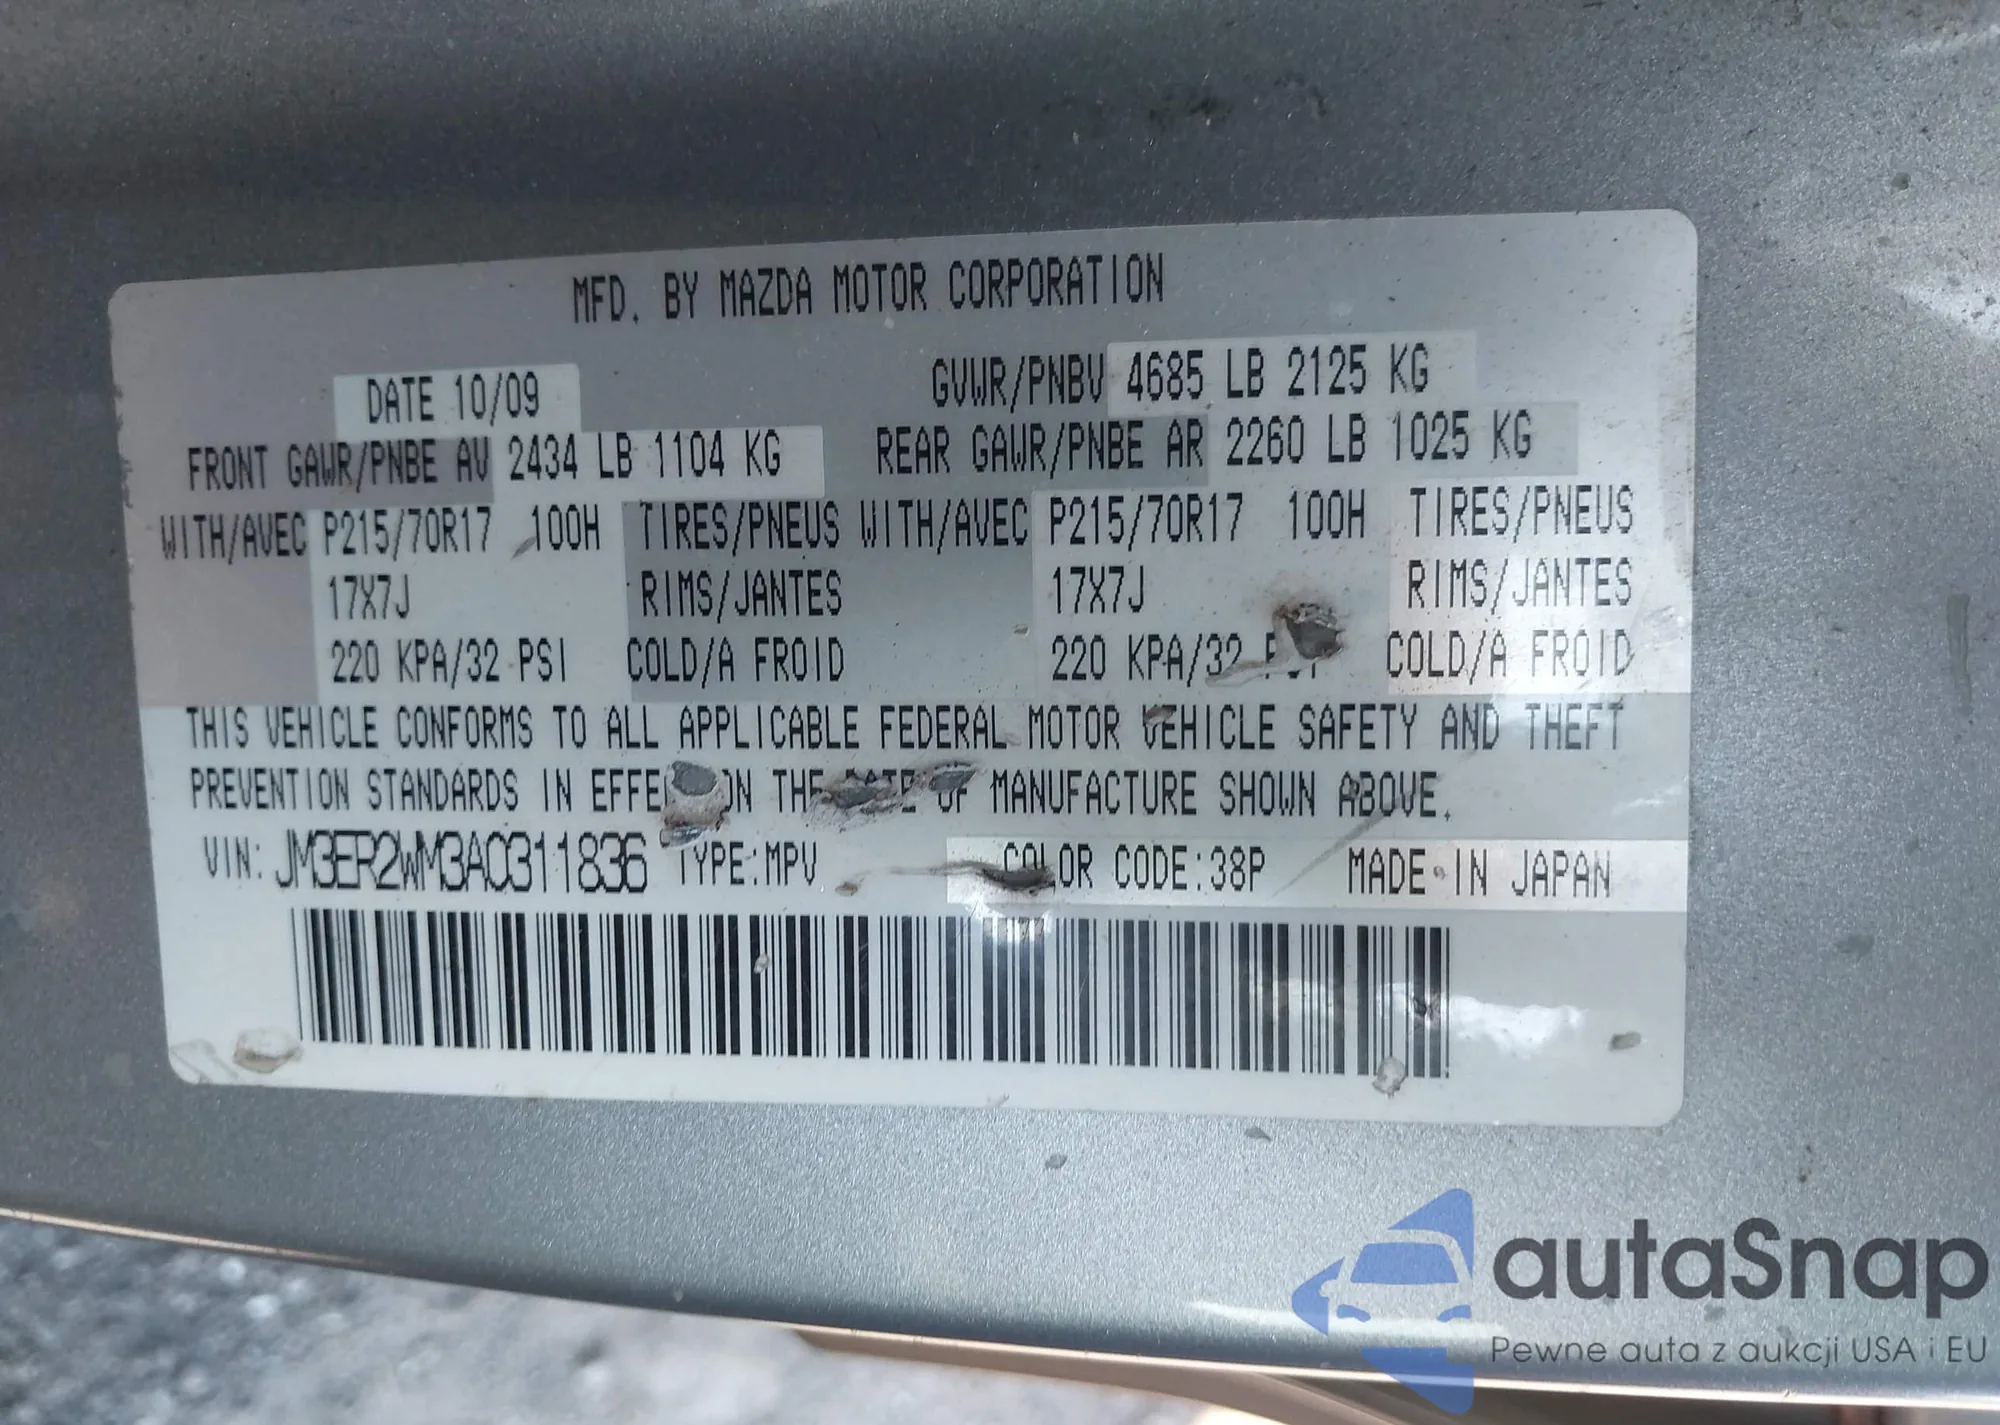 MFD. BY MAZDA MOTOR CORPORATION
DATE 10/09 GVWR/PNBV 4685 LB 2125 KG
FRONT GAWR/PNBE AV 2434 LB 1104 KG REAR GAWR/PNBE AR 2260 LB 1025 KG
WITH/AVEC P215/70R17 100H TIRES/PNEUS WITH/AVEC P215/70R17 100H TIRES/PNEUS
17X7J RIMS/JANTES 17X7J RIMS/JANTES
220 KPA/32 PSI COLD/A FROID 220 KPA/32 PSI COLD/A FROID
THIS VEHICLE CONFORMS TO ALL APPLICABLE FEDERAL MOTOR VEHICLE SAFETY AND THEFT
PREVENTION STANDARDS IN EFFECT ON THE DATE OF MANUFACTURE SHOWN ABOVE.
VIN: JM3ER2WM3A0311836 TYPE:MPV COLOR CODE:38P MADE IN JAPAN
autaSnap
Pewne auta z aukcji USA i EU